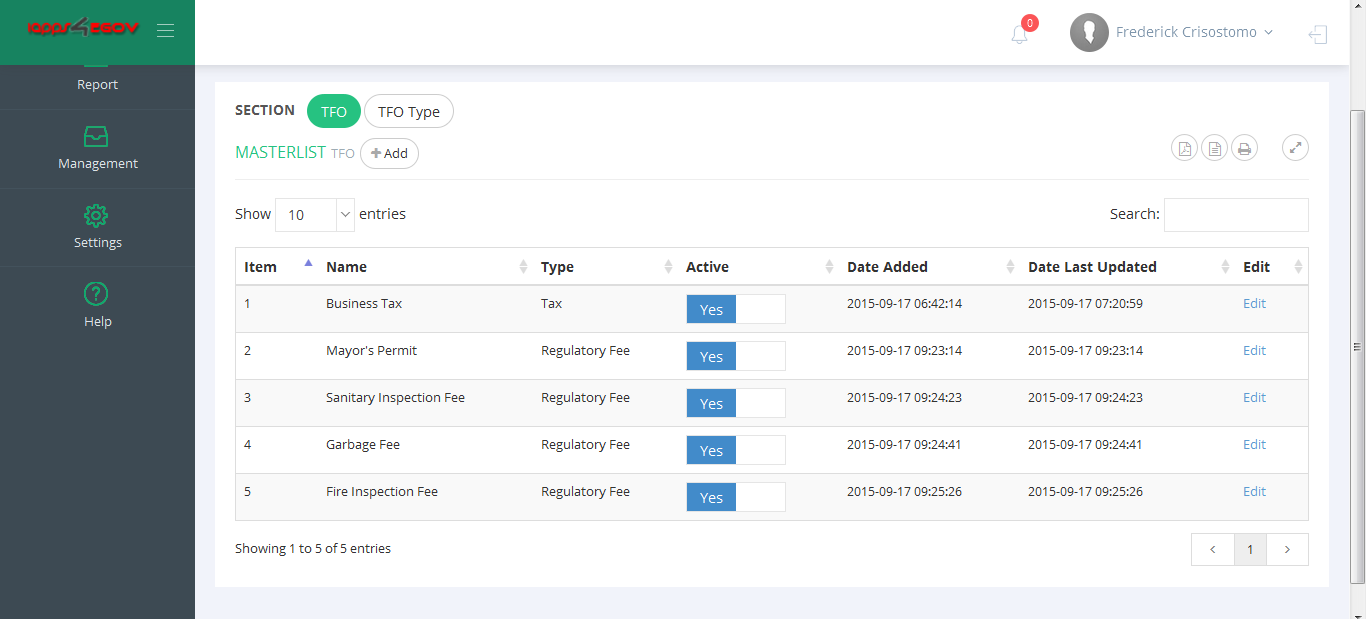 iapps4EGOV
0
Frederick Crisostomo
Report
Management
Settings
Help
SECTION TFO TFO Type
MASTERLIST TFO + Add
Show 10 entries Search:
Item Name Type Active Date Added Date Last Updated Edit
1 Business Tax Tax Yes 2015-09-17 06:42:14 2015-09-17 07:20:59 Edit
2 Mayor's Permit Regulatory Fee Yes 2015-09-17 09:23:14 2015-09-17 09:23:14 Edit
3 Sanitary Inspection Fee Regulatory Fee Yes 2015-09-17 09:24:23 2015-09-17 09:24:23 Edit
4 Garbage Fee Regulatory Fee Yes 2015-09-17 09:24:41 2015-09-17 09:24:41 Edit
5 Fire Inspection Fee Regulatory Fee Yes 2015-09-17 09:25:26 2015-09-17 09:25:26 Edit
Showing 1 to 5 of 5 entries < 1 >